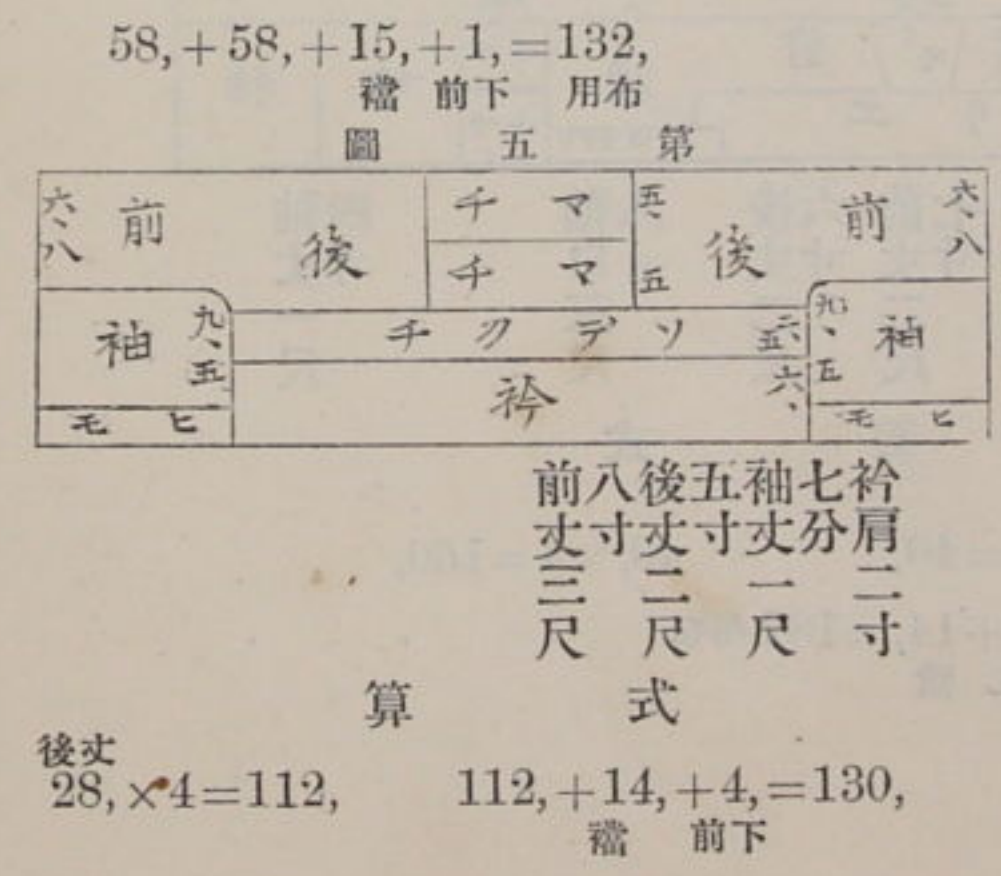 58,+58,+15,+1,=132,
襠 前下 用布
第五圖
六、八
前
後
マチ
マチ
五、五
後
前
六、八
袖
九、五
ソデグチ
九、五
袖
衿
六、
ヒモ
ヒモ
衿肩二寸
七分
袖丈一尺
五寸
後丈二尺
八寸
前丈三尺
算式
後丈
28,×4=112,
112,+14,+4,=130,
襠 前下